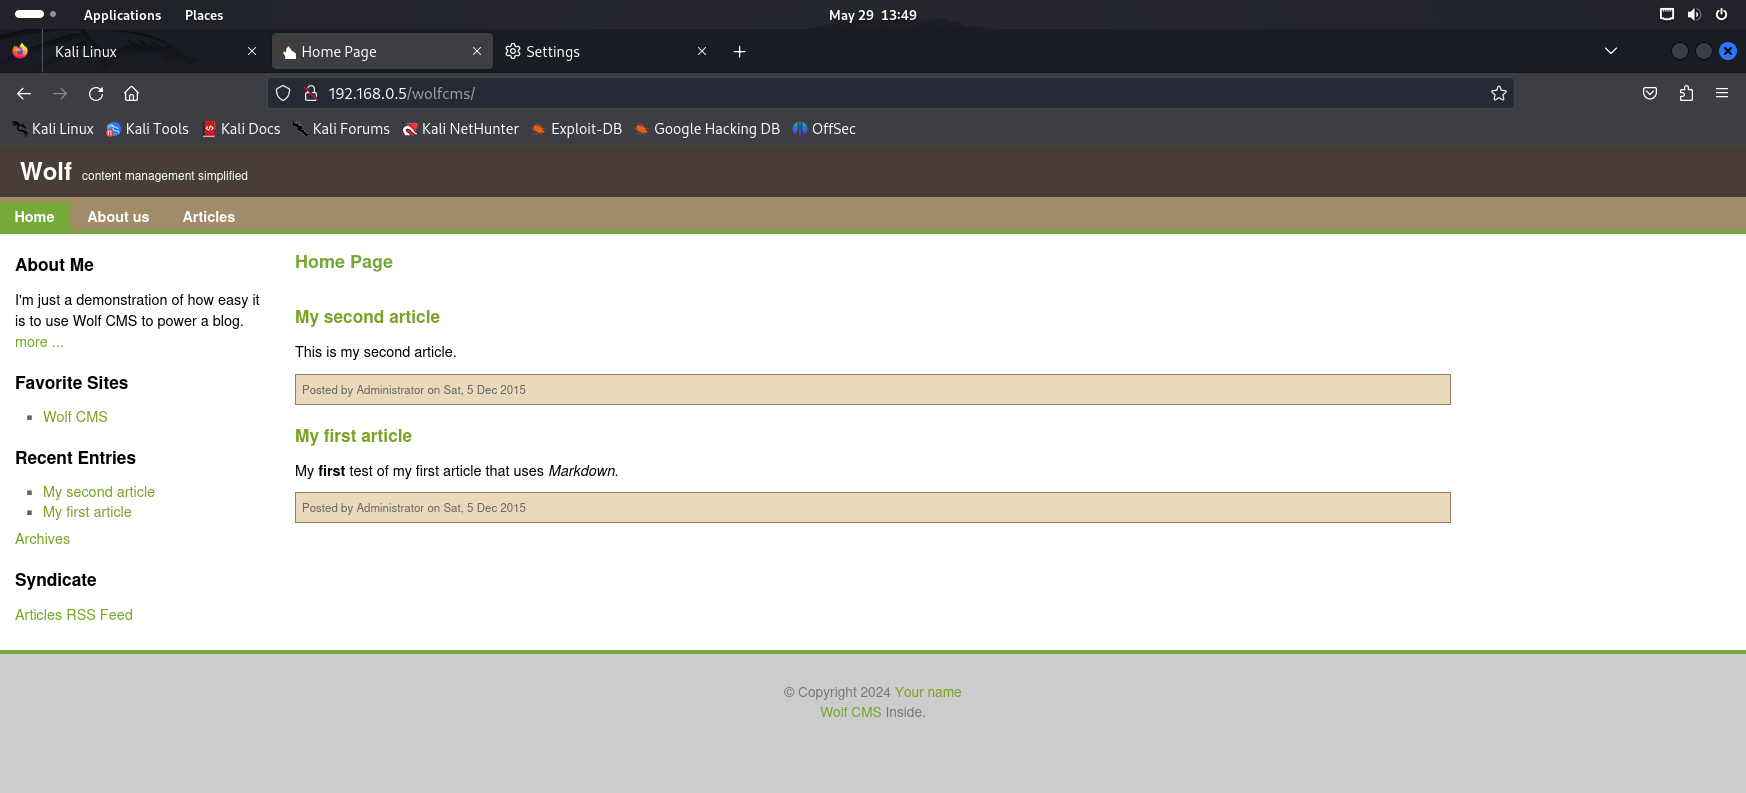 Applications Places May 29 13:49
Kali Linux Home Page Settings
192.168.0.5/wolfcms/
Kali Linux Kali Tools Kali Docs Kali Forums Kali NetHunter Exploit-DB Google Hacking DB OffSec
Wolf content management simplified
Home About us Articles
About Me
I'm just a demonstration of how easy it
is to use Wolf CMS to power a blog.
more ...
Favorite Sites
Wolf CMS
Recent Entries
My second article
My first article
Archives
Syndicate
Articles RSS Feed
Home Page
My second article
This is my second article.
Posted by Administrator on Sat, 5 Dec 2015
My first article
My first test of my first article that uses Markdown.
Posted by Administrator on Sat, 5 Dec 2015
© Copyright 2024 Your name
Wolf CMS Inside.